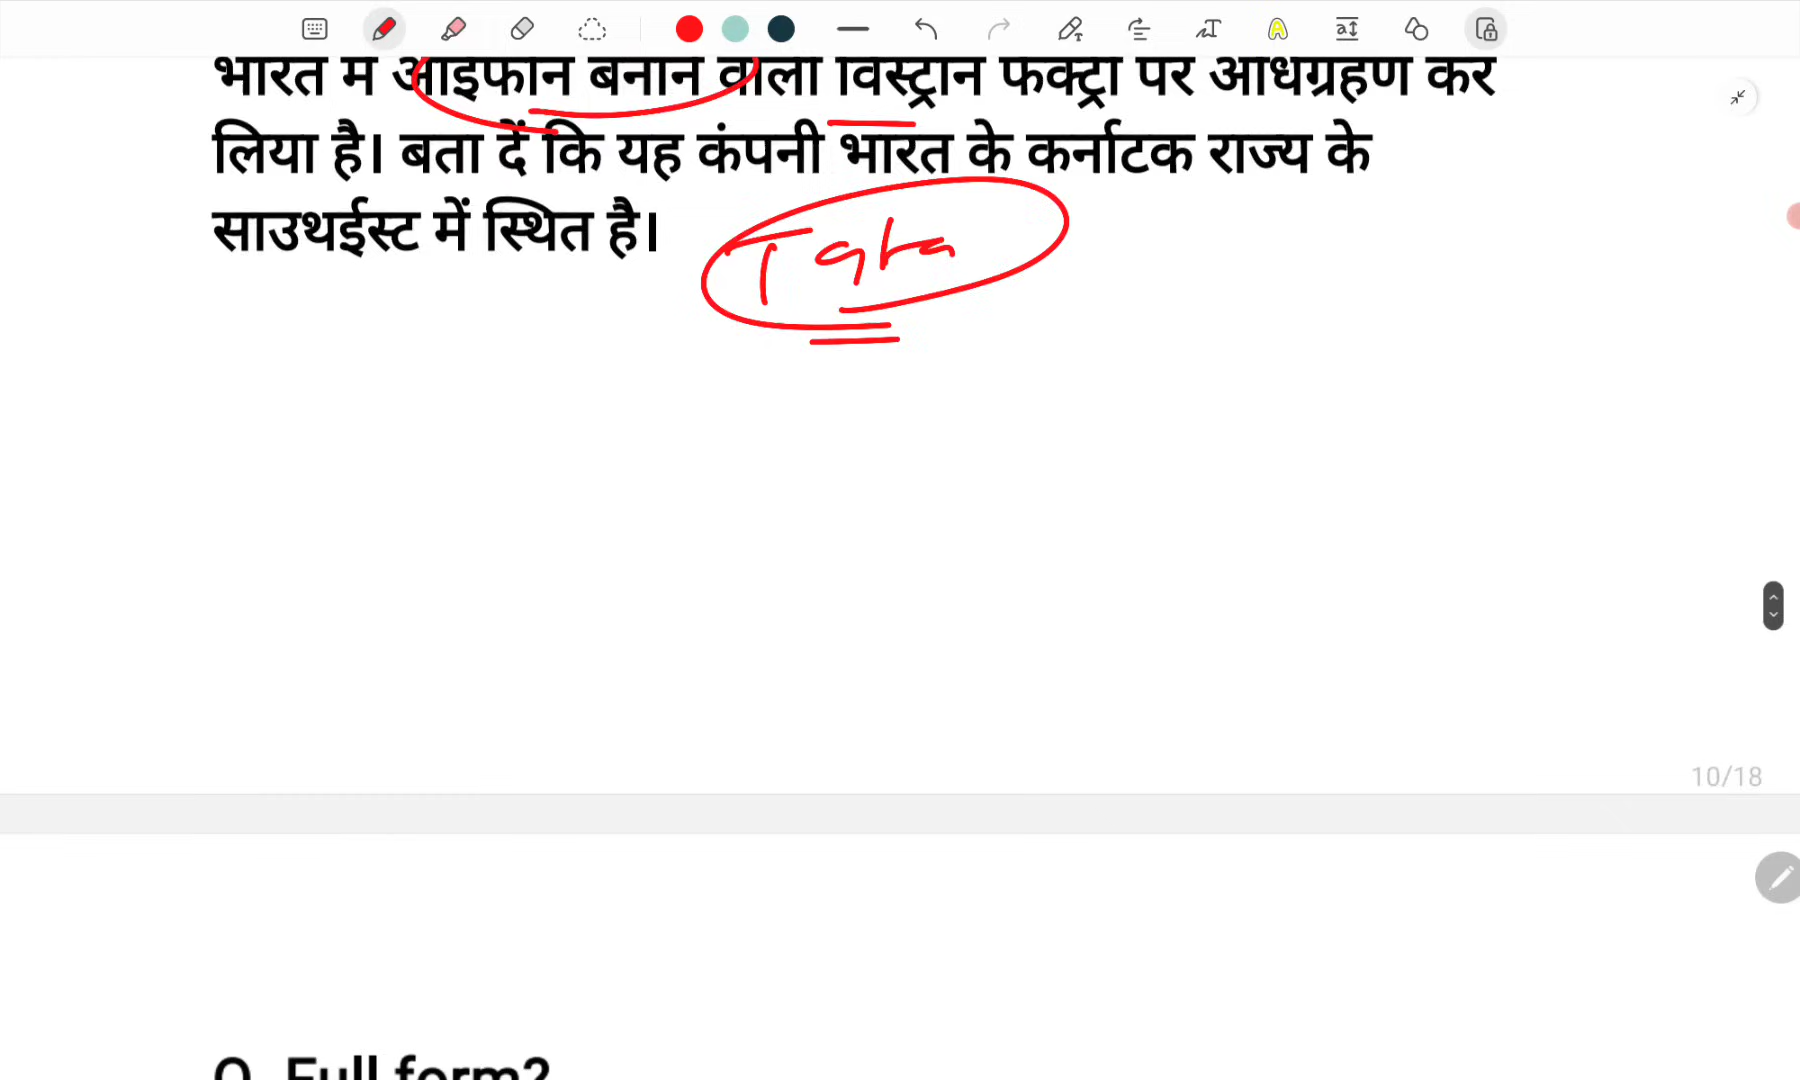 भारत में आईफोन बनाने वाली विस्ट्रॉन फैक्ट्री पर अधिग्रहण कर
लिया है। बता दें कि यह कंपनी भारत के कर्नाटक राज्य के
साउथईस्ट में स्थित है।
Tata
10/18
Q. Full form?